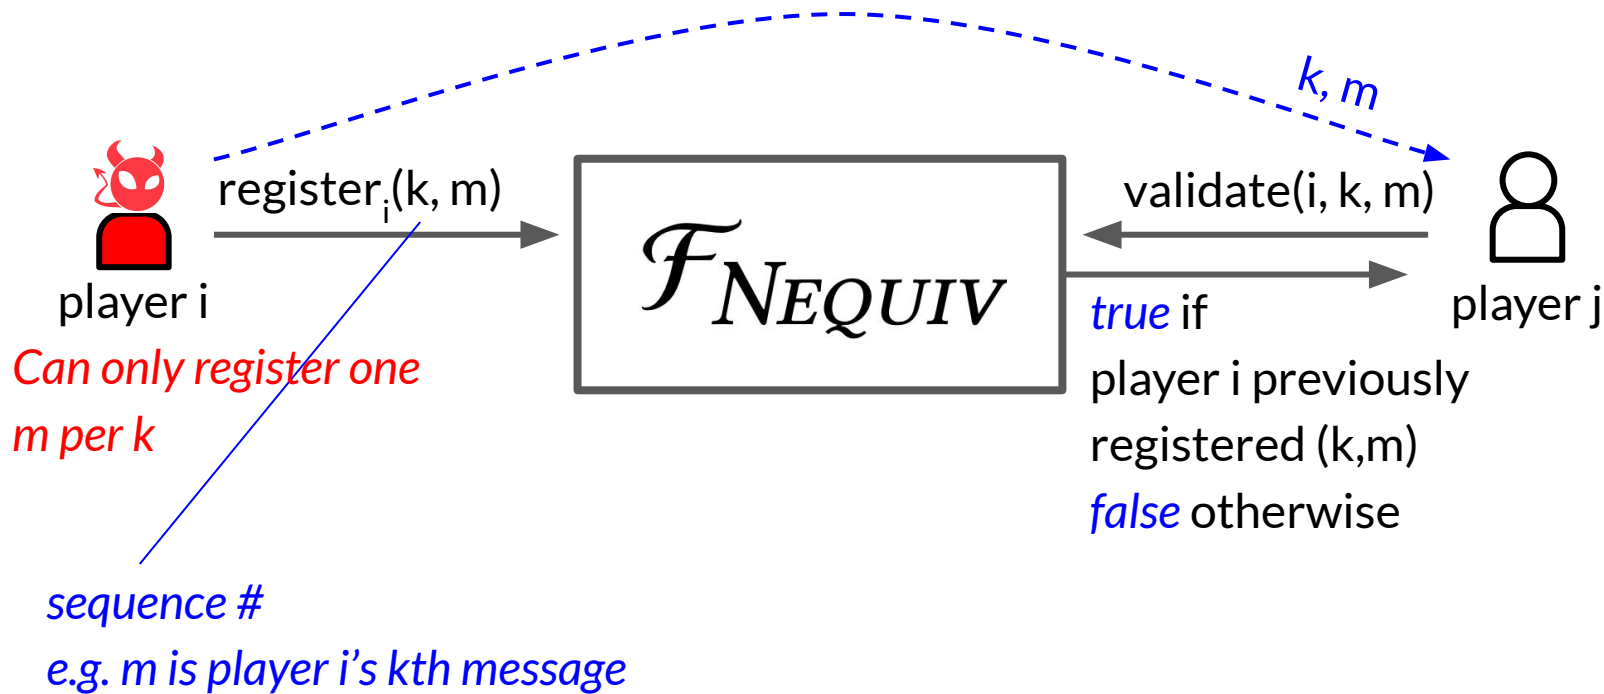 k, m
register_i(k, m)
validate(i, k, m)
ℱ_NEQUIV
player i
Can only register one
m per k
player j
true if
player i previously
registered (k,m)
false otherwise
sequence #
e.g. m is player i’s kth message